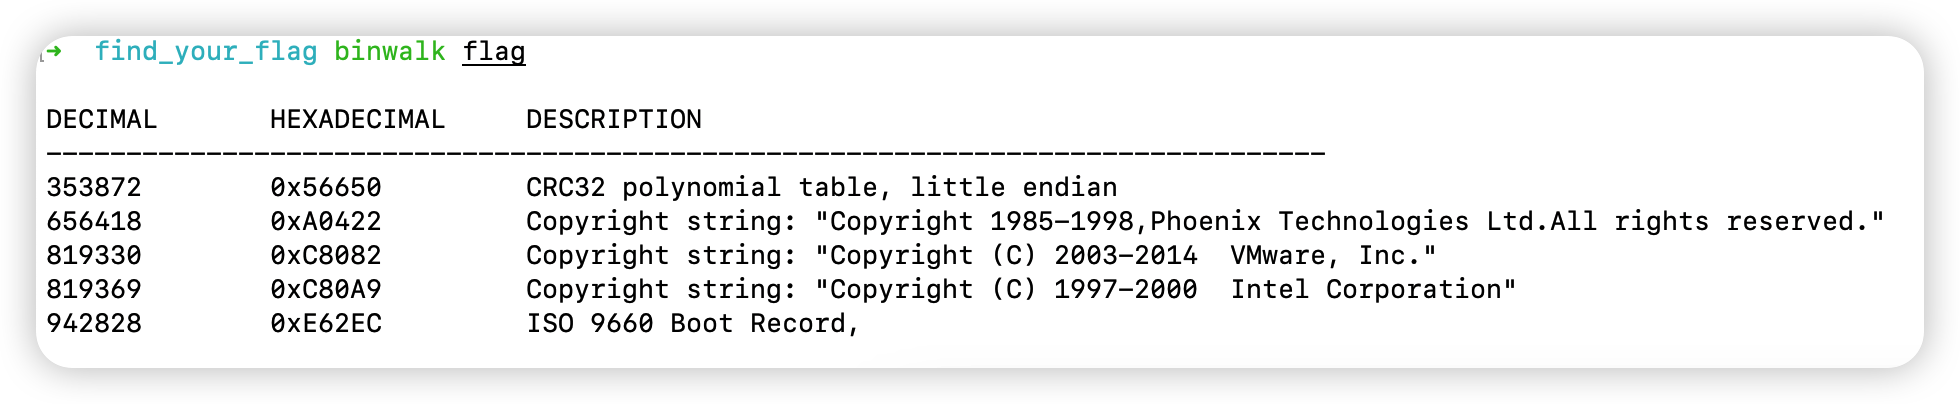 ➜  find_your_flag binwalk flag
DECIMAL       HEXADECIMAL     DESCRIPTION
--------------------------------------------------------------------------------
353872        0x56650         CRC32 polynomial table, little endian
656418        0xA0422         Copyright string: "Copyright 1985-1998,Phoenix Technologies Ltd.All rights reserved."
819330        0xC8082         Copyright string: "Copyright (C) 2003-2014  VMware, Inc."
819369        0xC80A9         Copyright string: "Copyright (C) 1997-2000  Intel Corporation"
942828        0xE62EC         ISO 9660 Boot Record,